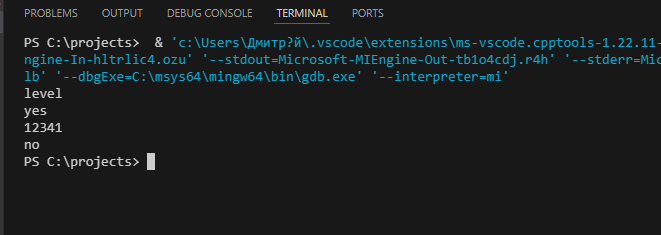 PROBLEMS OUTPUT DEBUG CONSOLE TERMINAL PORTS
PS C:\projects> & 'c:\Users\Дмитр?й\.vscode\extensions\ms-vscode.cpptools-1.22.11-
ngine-In-hltrlic4.ozu' '--stdout=Microsoft-MIEngine-Out-tb1o4cdj.r4h' '--stderr=Mic
lb' '--dbgExe=C:\msys64\mingw64\bin\gdb.exe' '--interpreter=mi'
level
yes
12341
no
PS C:\projects>